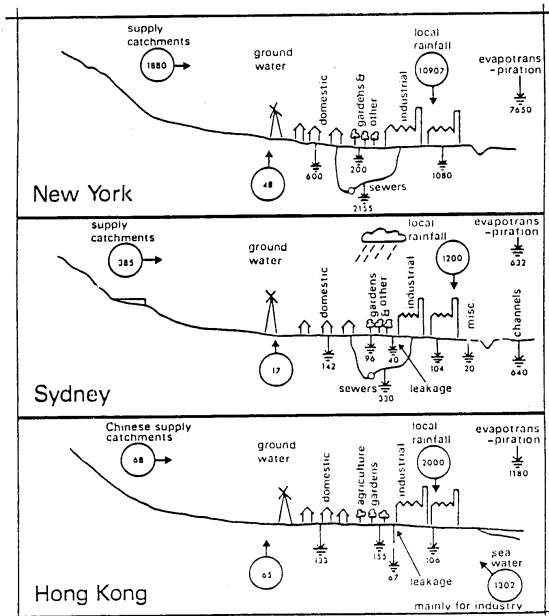 supply
catchments
1880
ground
water
domestic
gardens &
other
industrial
local
rainfall
10907
evapotrans
-piration
7650
48
600
200
1080
sewers
2155
New York
supply
catchments
385
ground
water
domestic
gardens
& other
industrial
local
rainfall
1200
misc.
evapotrans
-piration
632
channels
17
142
96
40
104
20
640
sewers
330
leakage
Sydney
Chinese supply
catchments
68
ground
water
domestic
agriculture
gardens
industrial
local
rainfall
2000
evapotrans
-piration
1180
65
133
155
67
106
leakage
sea
water
1302
mainly for industry
Hong Kong